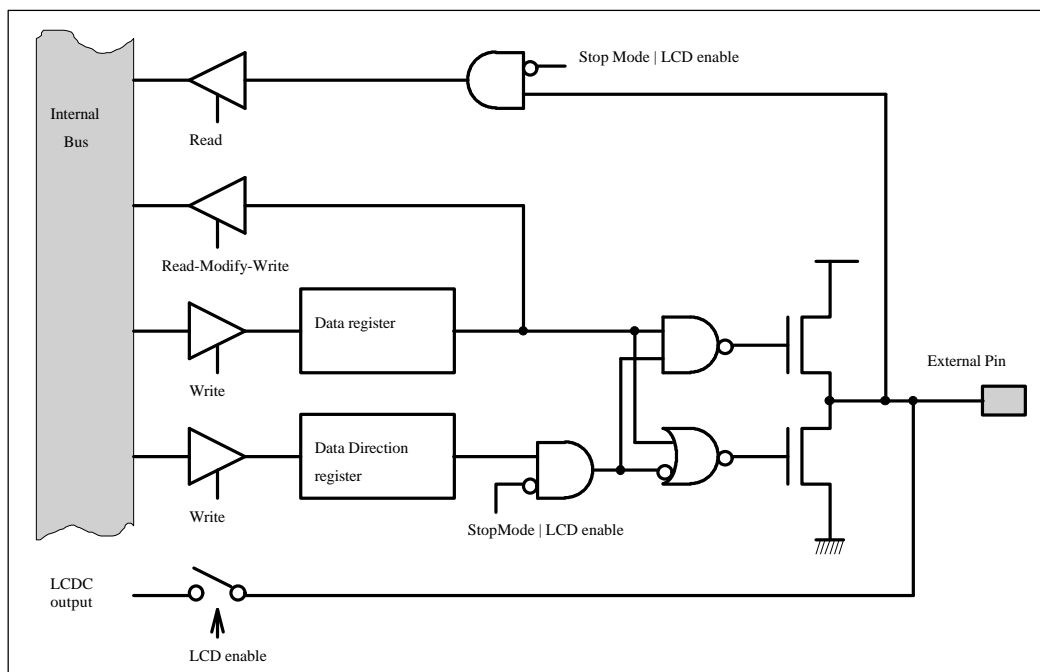 Stop Mode | LCD enable
Internal
Bus
Read
Read-Modify-Write
Data register
External Pin
Write
Data Direction
register
Write
StopMode | LCD enable
LCDC
output
LCD enable